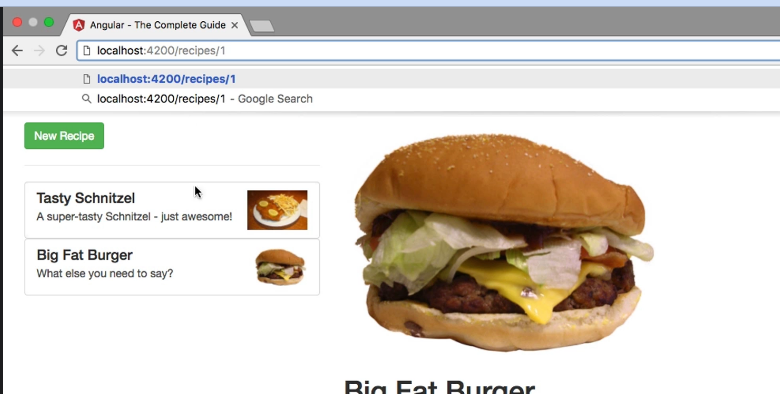 Angular - The Complete Guide
localhost:4200/recipes/1
localhost:4200/recipes/1
localhost:4200/recipes/1 - Google Search
New Recipe
Tasty Schnitzel
A super-tasty Schnitzel - just awesome!
Big Fat Burger
What else you need to say?
Big Fat Burger